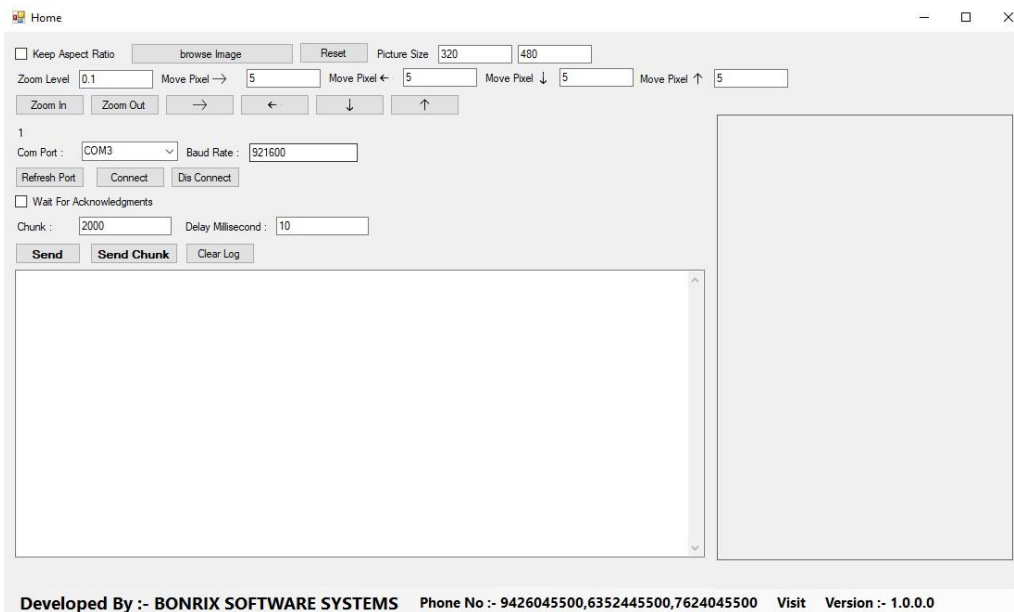 Home
Keep Aspect Ratio browse Image Reset Picture Size 320 480
Zoom Level 0.1 Move Pixel → 5 Move Pixel ← 5 Move Pixel ↓ 5 Move Pixel ↑ 5
Zoom In Zoom Out → ← ↓ ↑
1
Com Port : COM3 Baud Rate : 921600
Refresh Port Connect Dis Connect
Wait For Acknowledgments
Chunk : 2000 Delay Millisecond : 10
Send Send Chunk Clear Log
Developed By :- BONRIX SOFTWARE SYSTEMS Phone No :- 9426045500,6352445500,7624045500 Visit Version :- 1.0.0.0